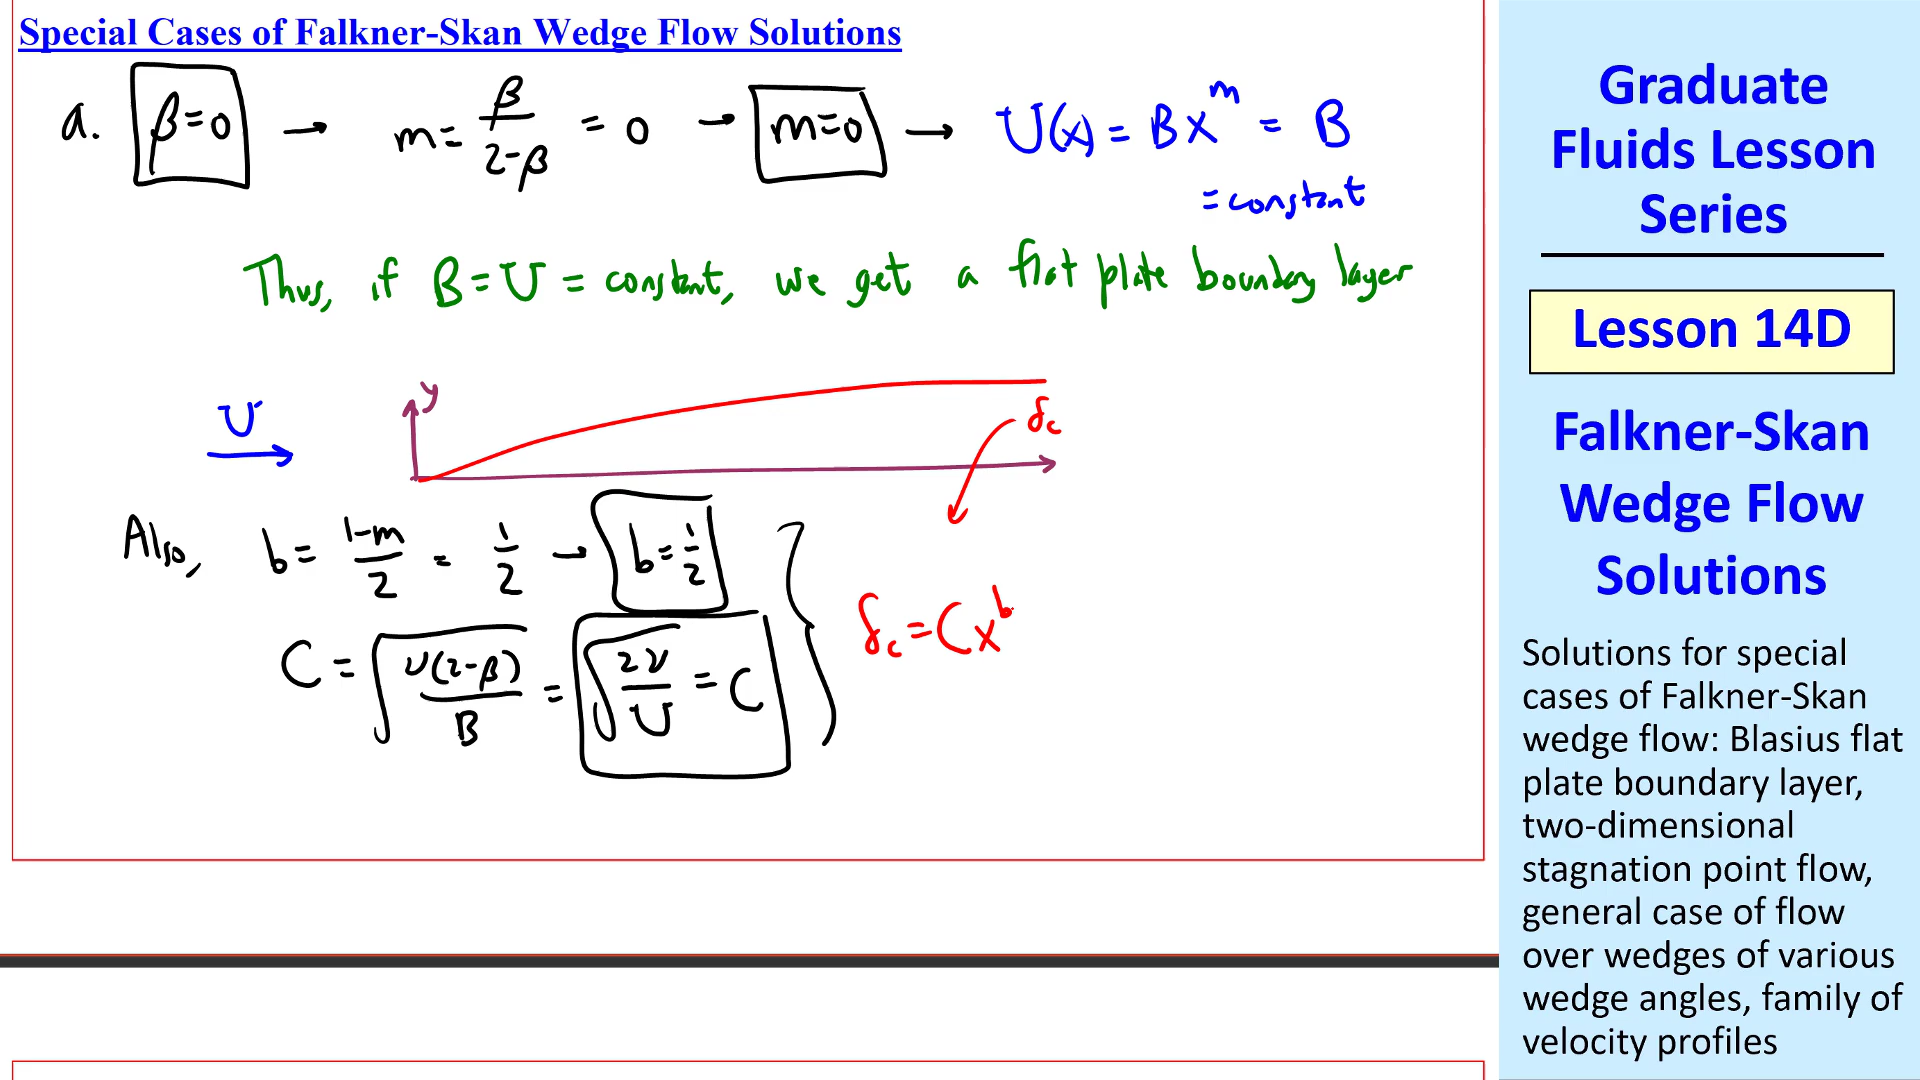 Special Cases of Falkner-Skan Wedge Flow Solutions
a. β=0 → m = β/(2-β) = 0 → m=0 → U(x) = Bx^m = B
= constant
Thus, if B = U = constant, we get a flat plate boundary layer
y
U
δc
Also, b = (1-m)/2 = 1/2 → b = 1/2
δc = Cx^b
C = √(ν(2-β)/B) = √(2ν/U) = C
Graduate
Fluids Lesson
Series
Lesson 14D
Falkner-Skan
Wedge Flow
Solutions
Solutions for special
cases of Falkner-Skan
wedge flow: Blasius flat
plate boundary layer,
two-dimensional
stagnation point flow,
general case of flow
over wedges of various
wedge angles, family of
velocity profiles